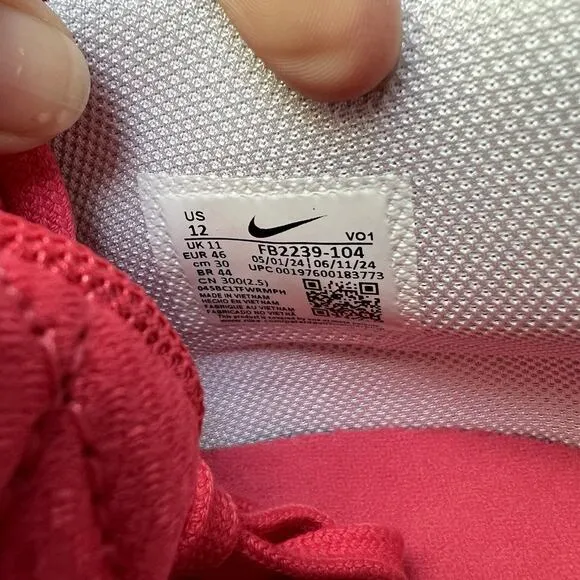 US
12
VO1
UK 11
FB2239-104
EUR 46
05/01/24 06/11/24
cm 30
UPC 00197600183773
BR 44
CN 300(2.5)
045BC1TFWRMPH
MADE IN VIETNAM
HECHO EN VIETNAM
FABRIQUE AU VIETNAM
FABRICADO NO VIETNÃ